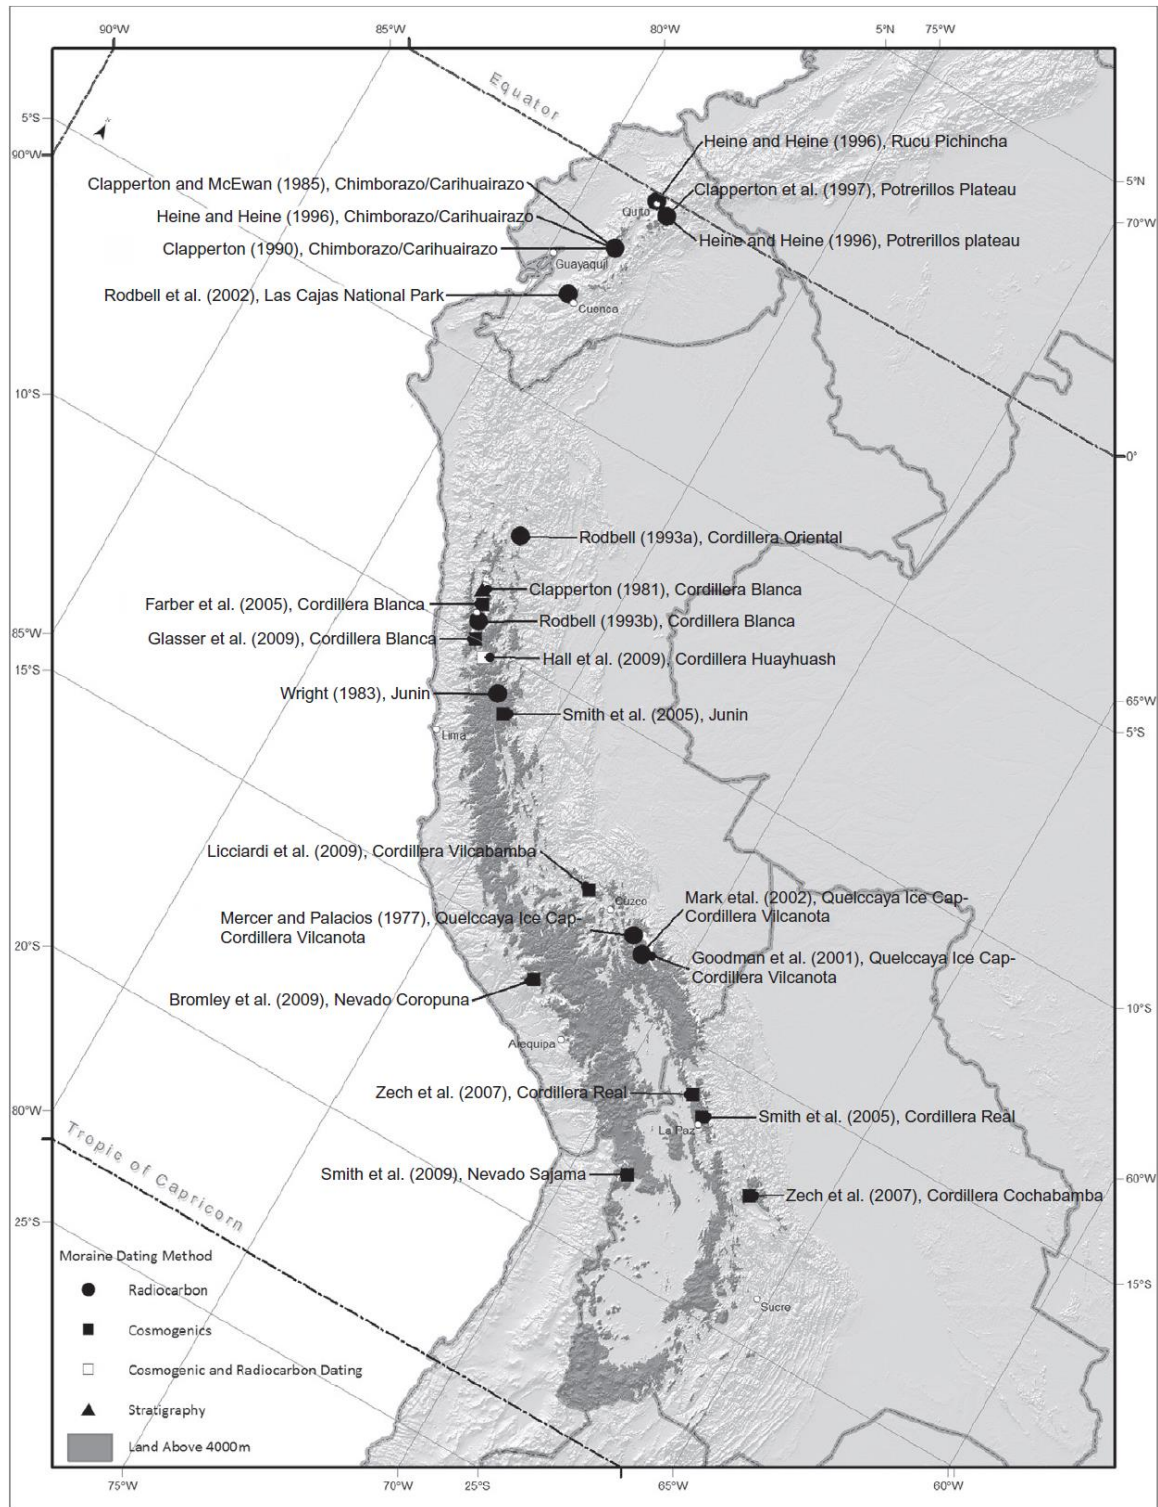 90°W
85°W
80°W
5°N
75°W
Equator
5°S
90°W
N
Heine and Heine (1996), Rucu Pichincha
Clapperton and McEwan (1985), Chimborazo/Carihuairazo
Clapperton et al. (1997), Potrerillos Plateau
5°N
Quito
Heine and Heine (1996), Chimborazo/Carihuairazo
70°W
Heine and Heine (1996), Potrerillos plateau
Clapperton (1990), Chimborazo/Carihuairazo
Guayaquil
Rodbell et al. (2002), Las Cajas National Park
Cuenca
10°S
0°
Rodbell (1993a), Cordillera Oriental
Clapperton (1981), Cordillera Blanca
Farber et al. (2005), Cordillera Blanca
Rodbell (1993b), Cordillera Blanca
85°W
Glasser et al. (2009), Cordillera Blanca
Hall et al. (2009), Cordillera Huayhuash
15°S
Wright (1983), Junin
65°W
Smith et al. (2005), Junin
Lima
5°S
Licciardi et al. (2009), Cordillera Vilcabamba
Cuzco
Mark etal. (2002), Quelccaya Ice Cap-
Cordillera Vilcanota
Mercer and Palacios (1977), Quelccaya Ice Cap-
Cordillera Vilcanota
20°S
Goodman et al. (2001), Quelccaya Ice Cap-
Cordillera Vilcanota
Bromley et al. (2009), Nevado Coropuna
10°S
Arequipa
Zech et al. (2007), Cordillera Real
80°W
Smith et al. (2005), Cordillera Real
La Paz
Tropic of Capricorn
Smith et al. (2009), Nevado Sajama
60°W
Zech et al. (2007), Cordillera Cochabamba
25°S
Moraine Dating Method
15°S
Radiocarbon
Sucre
Cosmogenics
Cosmogenic and Radiocarbon Dating
Stratigraphy
Land Above 4000m
75°W
70°W
25°S
65°W
60°W